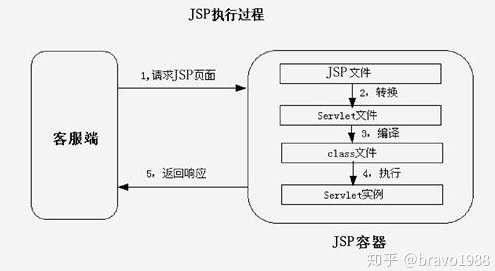 JSP执行过程
1,请求JSP页面
JSP文件
2, 转换
Servlet文件
3, 编译
客服端
class文件
4, 执行
5, 返回响应
Servlet实例
JSP容器
知乎 @bravo1988